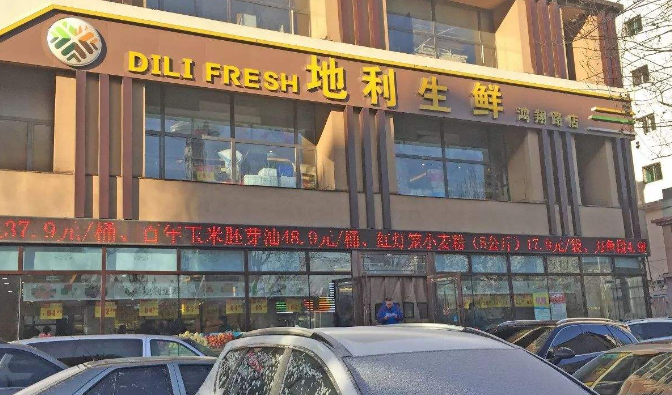 DILI FRESH 地利生鲜 鸿翔路店
37.9元/桶、百年玉米胚芽油48.9元/桶、红灯笼小麦粉（5公斤）17.9元/袋、